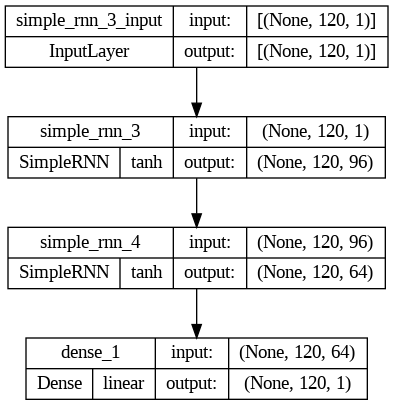 simple_rnn_3_input input: [(None, 120, 1)]
InputLayer output: [(None, 120, 1)]
simple_rnn_3 input: (None, 120, 1)
SimpleRNN tanh output: (None, 120, 96)
simple_rnn_4 input: (None, 120, 96)
SimpleRNN tanh output: (None, 120, 64)
dense_1 input: (None, 120, 64)
Dense linear output: (None, 120, 1)